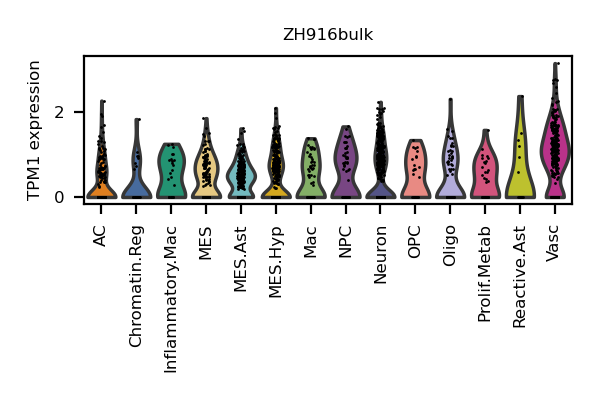 ZH916bulk
TPM1 expression
2
0
AC
Chromatin.Reg
Inflammatory.Mac
MES
MES.Ast
MES.Hyp
Mac
NPC
Neuron
OPC
Oligo
Prolif.Metab
Reactive.Ast
Vasc